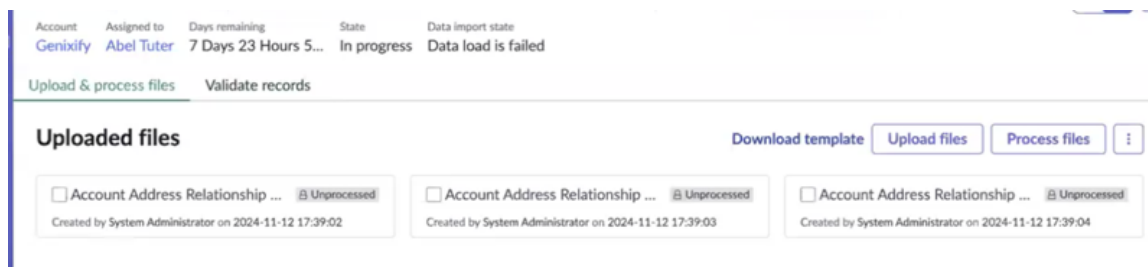 Account Assigned to Days remaining State Data import state
Genixify Abel Tuter 7 Days 23 Hours 5... In progress Data load is failed
Upload & process files Validate records
Uploaded files Download template Upload files Process files
Account Address Relationship ... Unprocessed Account Address Relationship ... Unprocessed Account Address Relationship ... Unprocessed
Created by System Administrator on 2024-11-12 17:39:02 Created by System Administrator on 2024-11-12 17:39:03 Created by System Administrator on 2024-11-12 17:39:04